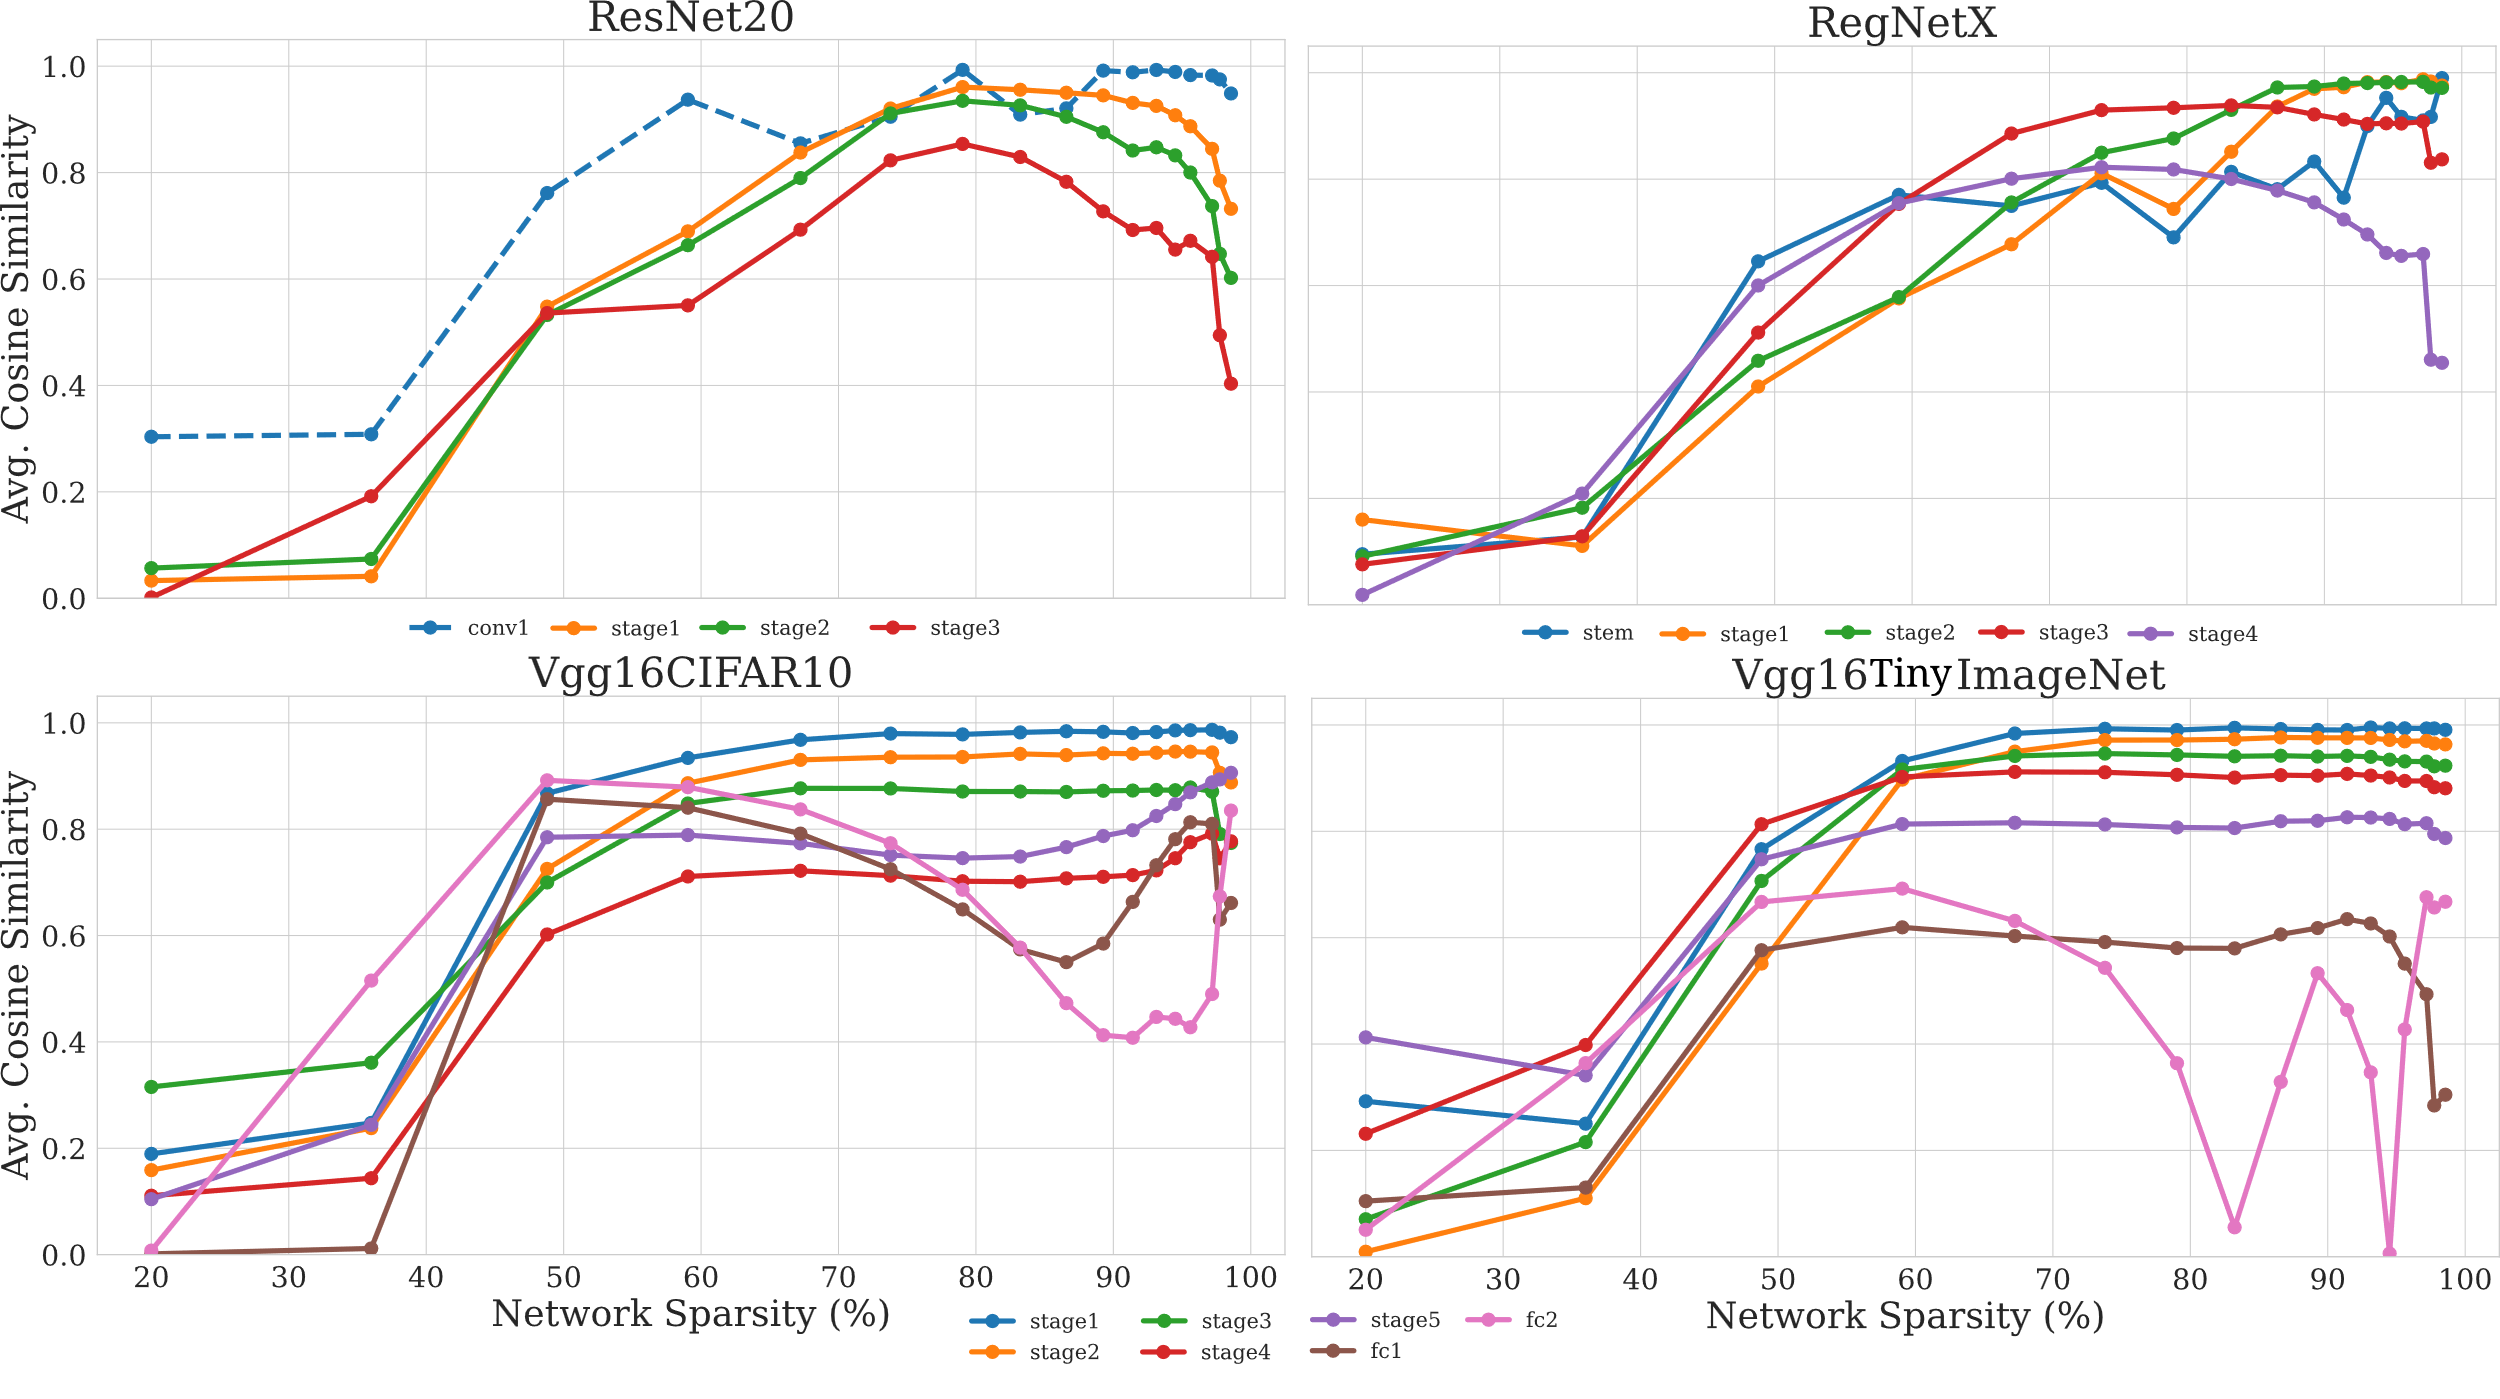 ResNet20
RegNetX
Avg. Cosine Similarity
1.0
0.8
0.6
0.4
0.2
0.0
conv1 stage1 stage2 stage3
stem stage1 stage2 stage3 stage4
Vgg16CIFAR10
Vgg16TinyImageNet
Avg. Cosine Similarity
1.0
0.8
0.6
0.4
0.2
0.0
20 30 40 50 60 70 80 90 100
20 30 40 50 60 70 80 90 100
Network Sparsity (%)
Network Sparsity (%)
stage1 stage3 stage5 fc2
stage2 stage4 fc1